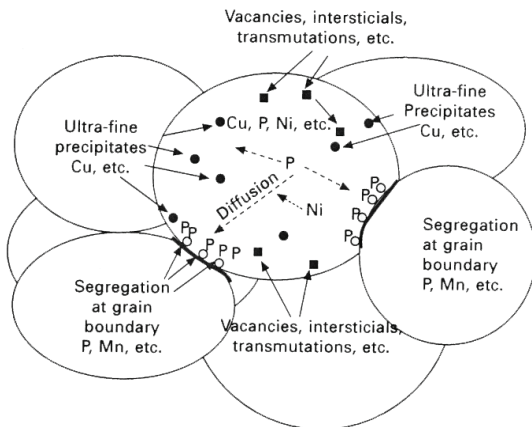 Vacancies, intersticials,
transmutations, etc.
Ultra-fine
Precipitates
Cu, etc.
Ultra-fine
precipitates
Cu, etc.
Cu, P, Ni, etc.
P
Diffusion
Ni
P
P
P
P
P
P
P
P
P
Segregation
at grain
boundary
P, Mn, etc.
Segregation
at grain
boundary
P, Mn, etc.
Vacancies, intersticials,
transmutations, etc.